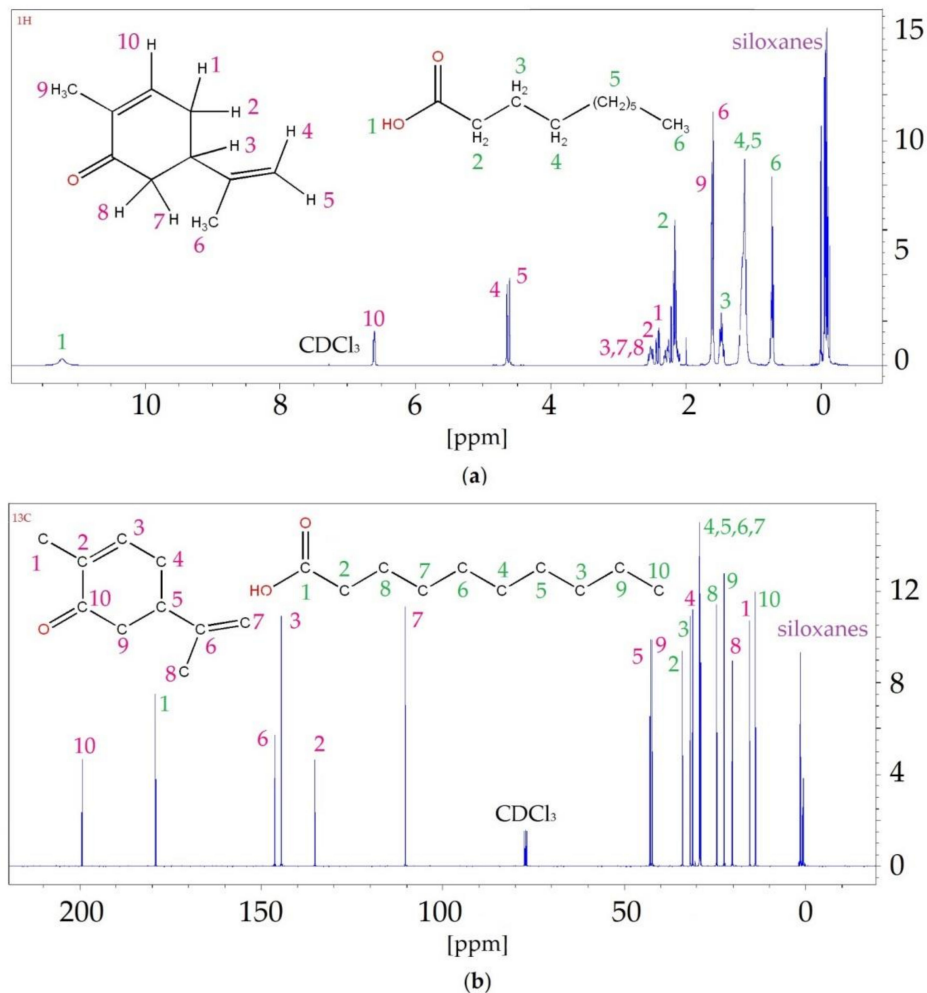 1H
10 H
H 1
9 H₃C
H 2
H 4
H 3
O
H 5
8 H
H 7
H₃C 6
O
3
H₂
5
(CH₂)₅
1 HO
C H₂
2
C H₂
4
CH₃
6
siloxanes
15
10
5
0
1
CDCl₃
10
4
5
3,7,8
2
1
2
9
6
3
4,5
6
10 8 6 4 2 0
[ppm]
(a)
13C
C 1
2 C
C 3
C 4
10 C
C 5
O
C 9
C 6
C 7
8 C
O
HO
C 1
C 2
C 8
C 7
C 6
C 4
C 5
C 3
C 9
C 10
4,5,6,7
12
8
4
0
10
1
6
3
2
7
CDCl₃
5
9
2
3
4
8
9
8
1
10
siloxanes
200 150 100 50 0
[ppm]
(b)